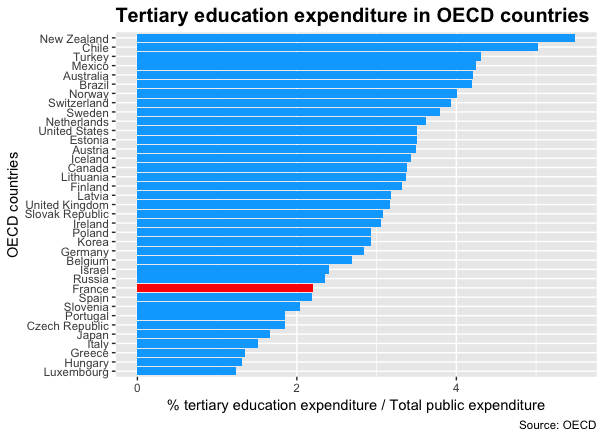 Tertiary education expenditure in OECD countries
OECD countries
New Zealand
Chile
Turkey
Mexico
Australia
Brazil
Norway
Switzerland
Sweden
Netherlands
United States
Estonia
Austria
Iceland
Canada
Lithuania
Finland
Latvia
United Kingdom
Slovak Republic
Ireland
Poland
Korea
Germany
Belgium
Israel
Russia
France
Spain
Slovenia
Portugal
Czech Republic
Japan
Italy
Greece
Hungary
Luxembourg
0 2 4
% tertiary education expenditure / Total public expenditure
Source: OECD